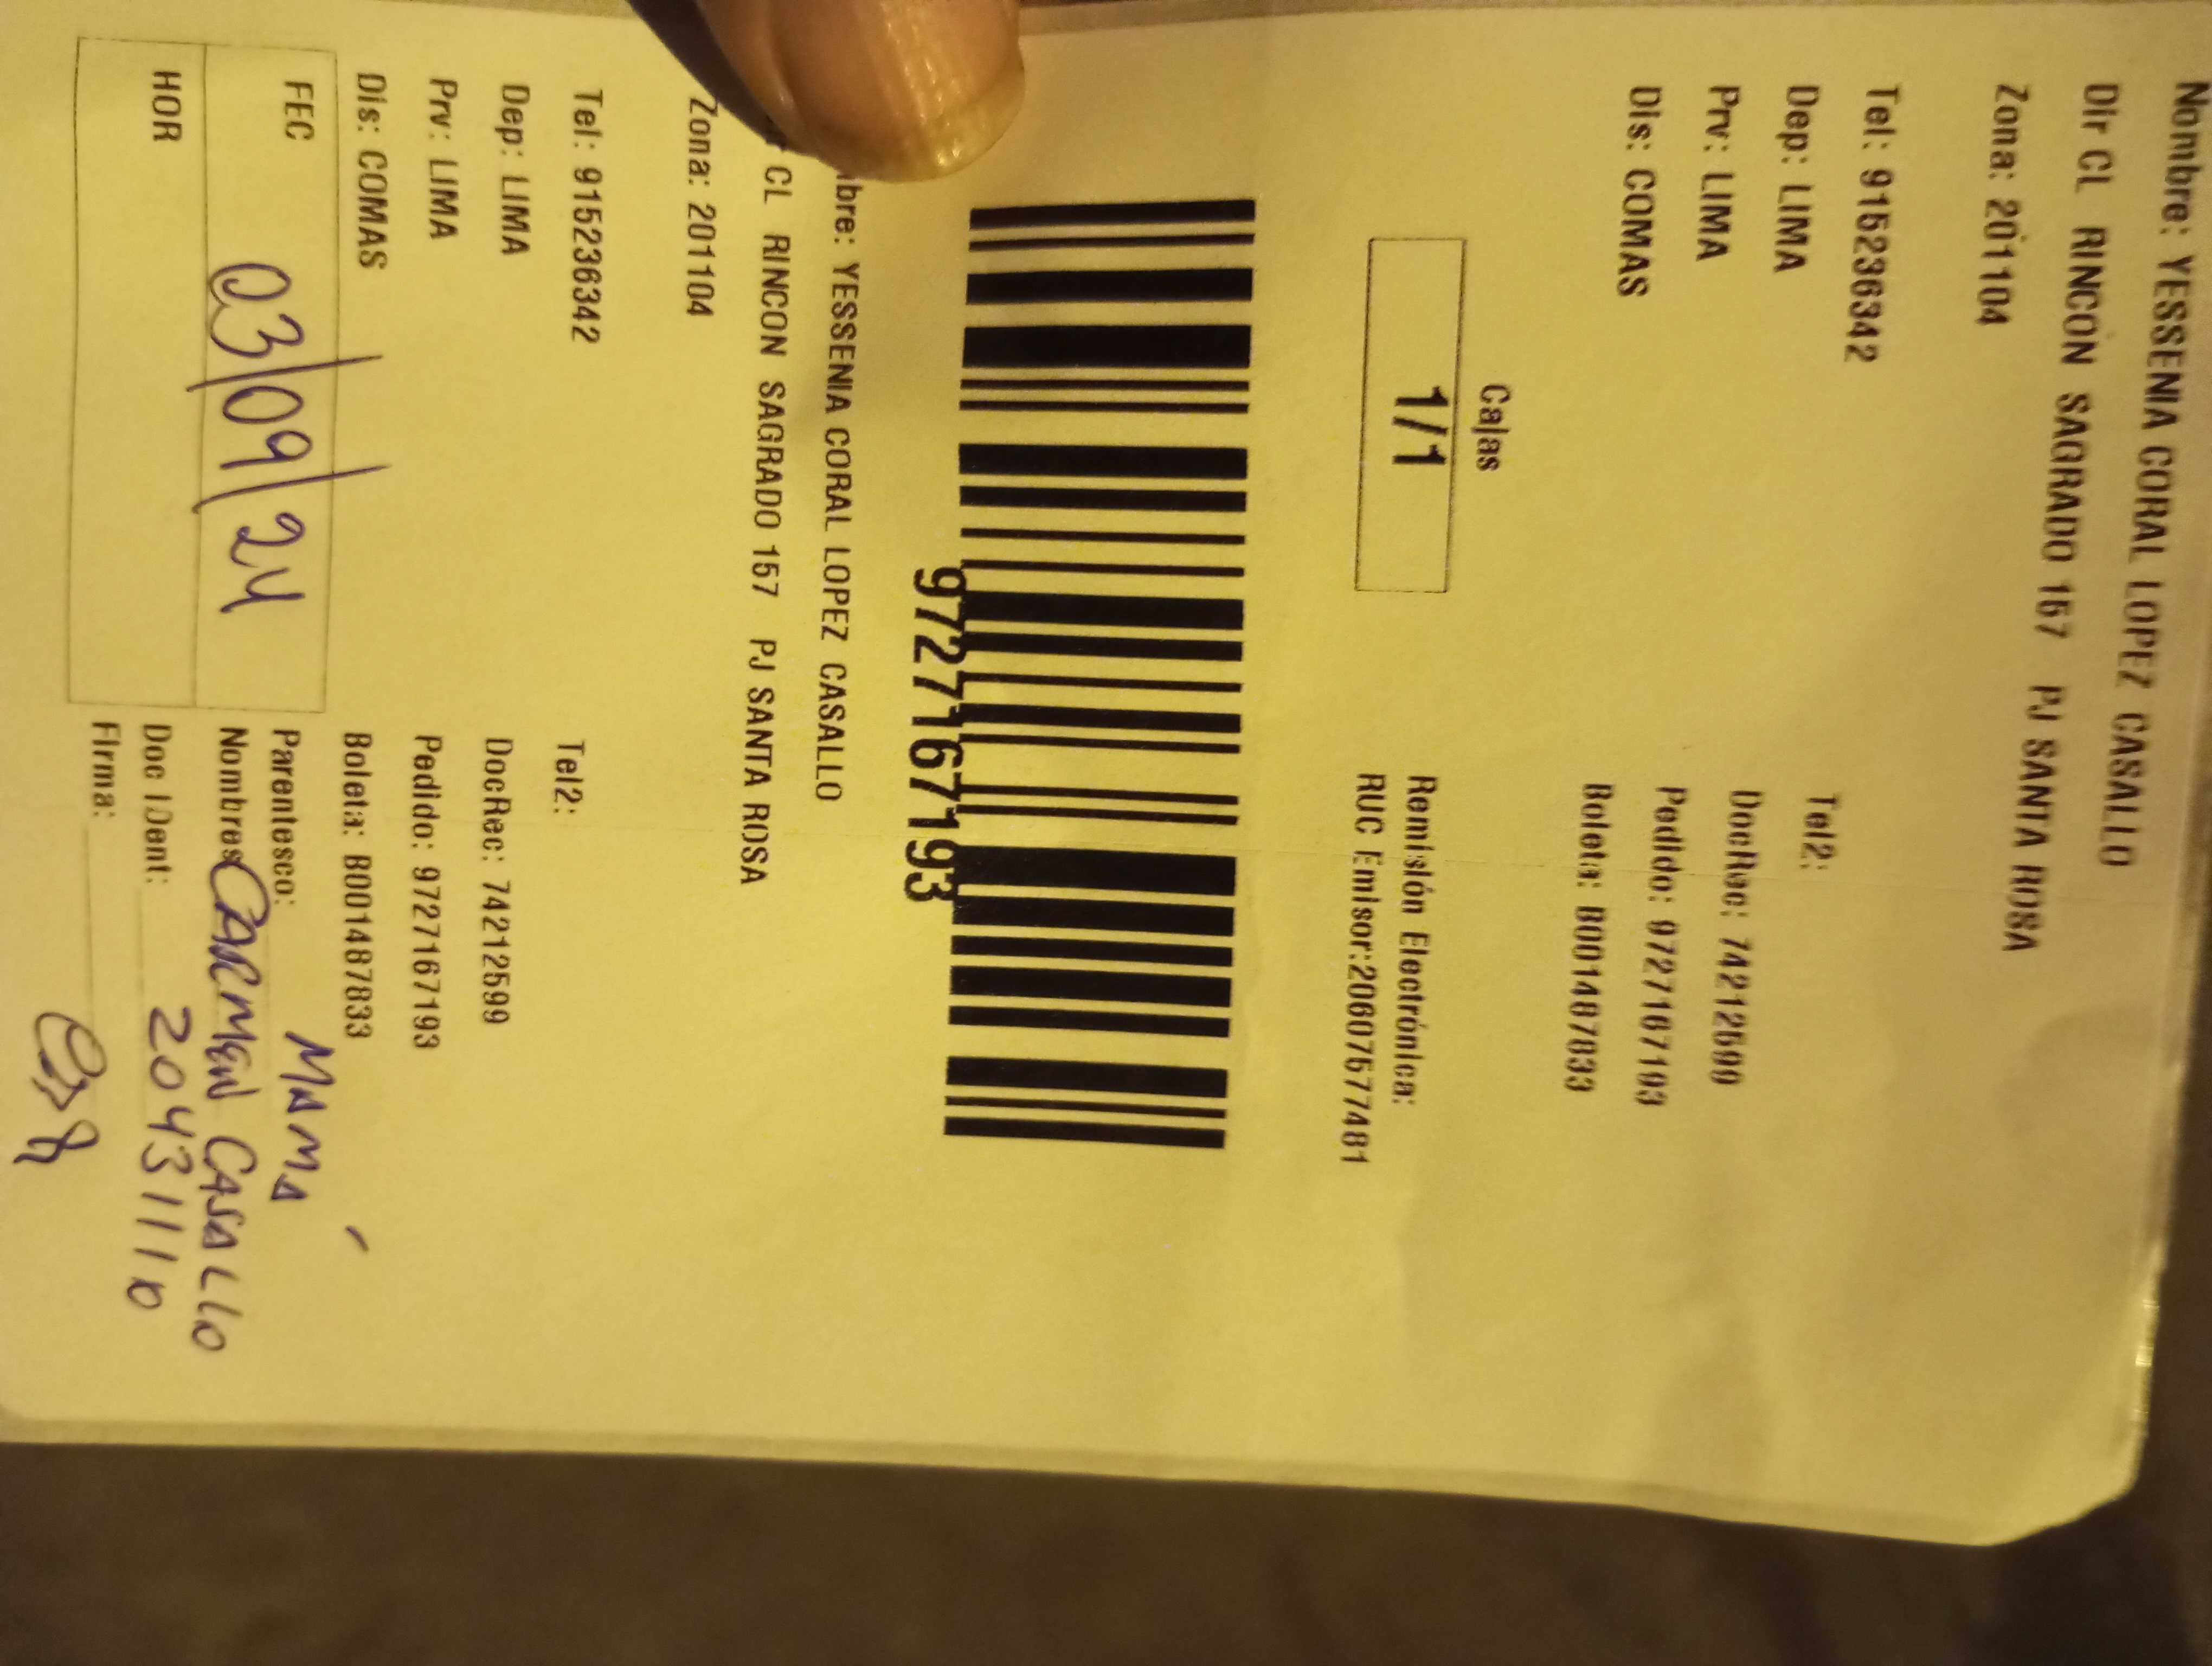 Nombre: YESSENIA CORAL LOPEZ CASALLO
Dir CL RINCON SAGRADO 157 PJ SANTA ROSA
Zona: 201104
Tel: 915236342 Tel2:
Dep: LIMA DocRec: 74212599
Prv: LIMA Pedido: 9727167193
Dis: COMAS Boleta: B001487833
Cajas
1/1
Remisión Electrónica:
RUC Emisor:20607577481
9727167193
bre: YESSENIA CORAL LOPEZ CASALLO
CL RINCON SAGRADO 157 PJ SANTA ROSA
Zona: 201104
Tel: 915236342 Tel2:
Dep: LIMA DocRec: 74212599
Prv: LIMA Pedido: 9727167193
Dis: COMAS Boleta: B001487833
FEC 03/09/24 Parentesco: MAMÁ
Nombres CARMEN CASALLO
HOR Doc IDent: 20431110
Firma: